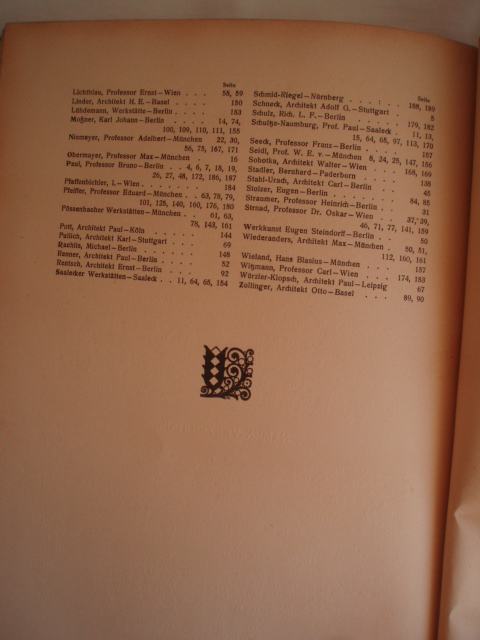 Seite
Lichtblau, Professor Ernst – Wien . . . 58, 59
Linder, Architekt H. E. – Basel . . . . 180
Lüdemann, Werkstätte – Berlin . . . . 183
Moßner, Karl Johann – Berlin . . . . 14, 74,
100, 109, 110, 111, 155
Niemeyer, Professor Adelbert – München 22, 30,
56, 75, 167, 171
Obermayer, Professor Max – München . . . 16
Paul, Professor Bruno – Berlin . . 4, 6, 7, 18, 19,
26, 27, 48, 172, 186, 187
Pfaffenbichler, L. – Wien . . . . . . . 184
Pfeiffer, Professor Eduard – München . . 63, 78, 79,
101, 125, 140, 160, 176, 180
Pössenbacher Werkstätten – München . . 61, 63,
78, 143, 161
Pott, Architekt Paul – Köln . . . . . 144
Pullich, Architekt Karl – Stuttgart . . . . 69
Rachlis, Michael – Berlin . . . . . . 148
Renner, Architekt Paul – Berlin . . . . 52
Rentsch, Architekt Ernst – Berlin . . . . 92
Saalecker Werkstätten – Saaleck . . 11, 64, 68, 154
Seite
Schmid-Riegel – Nürnberg . . . . 188, 189
Schneck, Architekt Adolf G. – Stuttgart . . 8
Schulz, Rich. L. F. – Berlin . . . . 179, 182
Schultze-Naumburg, Prof. Paul – Saaleck . 11, 13,
15, 64, 68, 97, 113, 170
Seeck, Professor Franz – Berlin . . . . 157
Seidl, Prof. W. E. v. – München 8, 24, 25, 147, 156
Sobotka, Architekt Walter – Wien . . . 168, 169
Stadler, Bernhard – Paderborn . . . . 138
Stahl-Urach, Architekt Carl – Berlin . . . 45
Stolzer, Eugen – Berlin . . . . . . 84, 85
Straumer, Professor Heinrich – Berlin . . . 31
Strnad, Professor Dr. Oskar – Wien . . . 37, 39,
46, 71, 77, 141, 159
Werkkunst Eugen Steindorff – Berlin . . . 50
Wiederanders, Architekt Max – München . 50, 51,
112, 160, 161
Wieland, Hans Blasius – München . . . 157
Witzmann, Professor Carl – Wien . . . 174, 183
Würzler-Klopsch, Architekt Paul – Leipzig 67
Zollinger, Architekt Otto – Basel . . . 89, 90